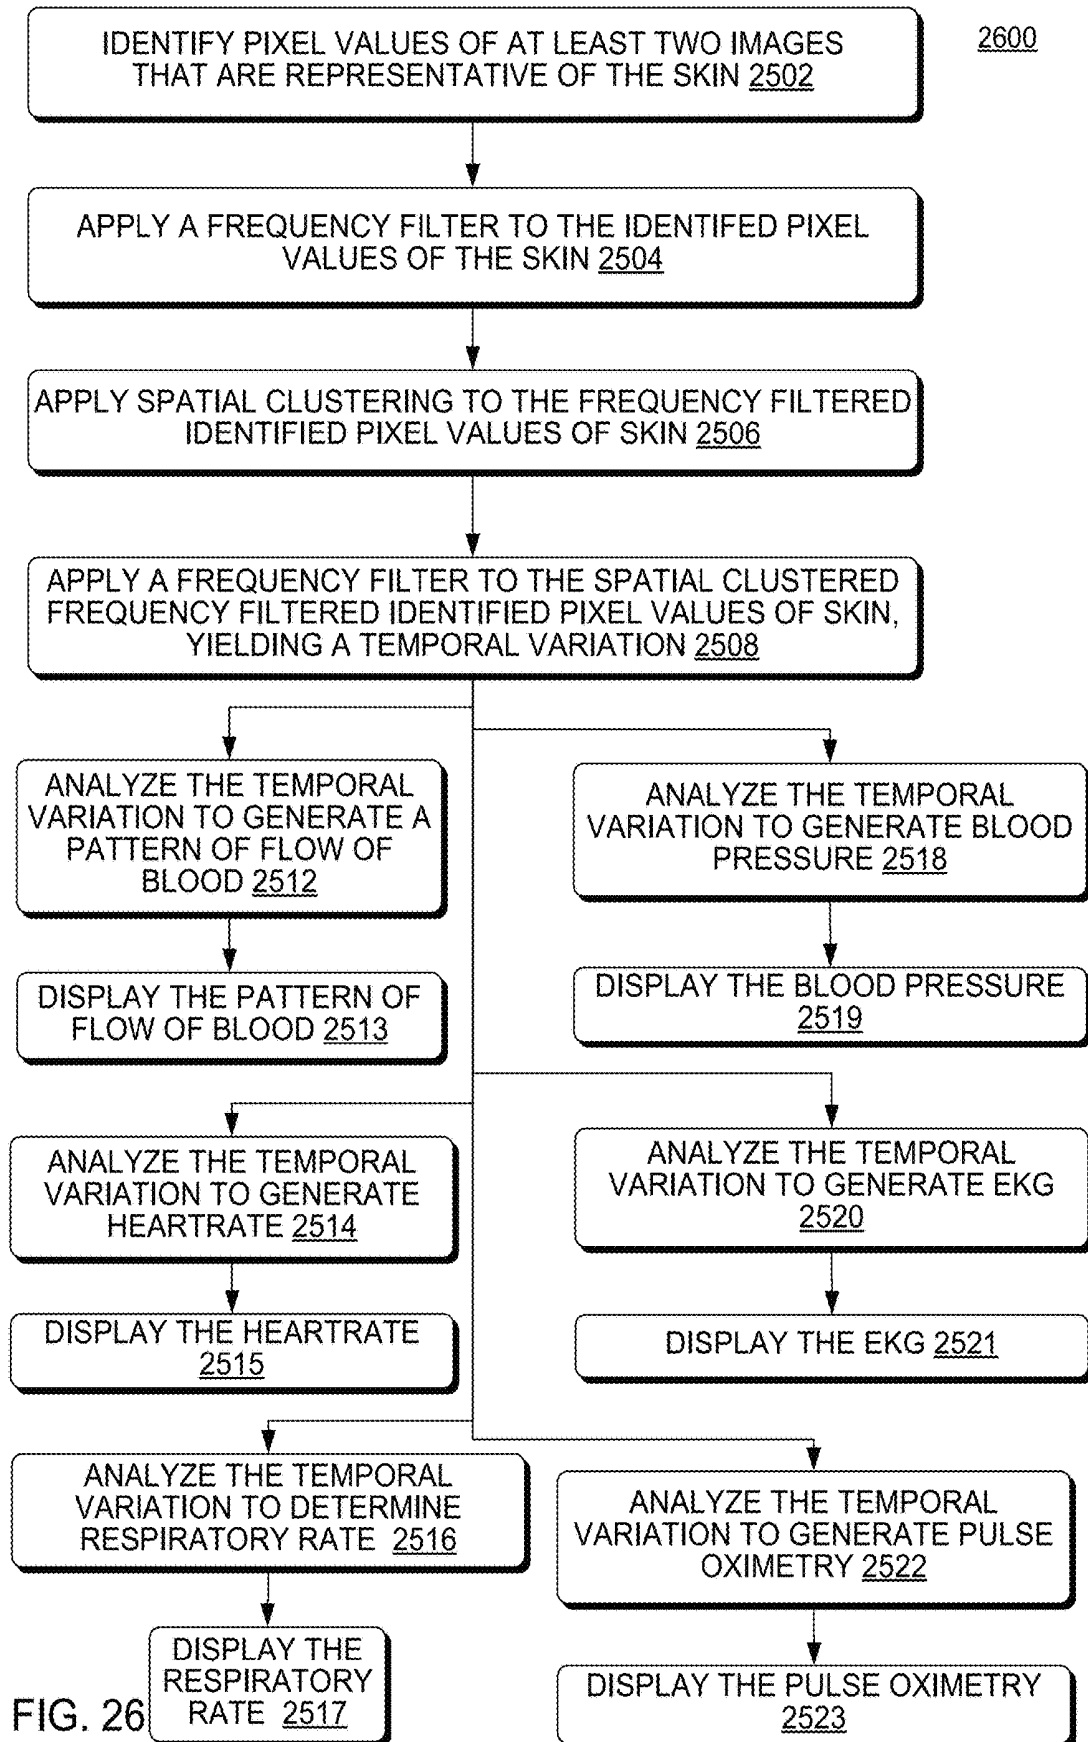 IDENTIFY PIXEL VALUES OF AT LEAST TWO IMAGES
THAT ARE REPRESENTATIVE OF THE SKIN 2502
2600
APPLY A FREQUENCY FILTER TO THE IDENTIFED PIXEL
VALUES OF THE SKIN 2504
APPLY SPATIAL CLUSTERING TO THE FREQUENCY FILTERED
IDENTIFIED PIXEL VALUES OF SKIN 2506
APPLY A FREQUENCY FILTER TO THE SPATIAL CLUSTERED
FREQUENCY FILTERED IDENTIFIED PIXEL VALUES OF SKIN,
YIELDING A TEMPORAL VARIATION 2508
ANALYZE THE TEMPORAL
VARIATION TO GENERATE A
PATTERN OF FLOW OF
BLOOD 2512
ANALYZE THE TEMPORAL
VARIATION TO GENERATE BLOOD
PRESSURE 2518
DISPLAY THE PATTERN OF
FLOW OF BLOOD 2513
DISPLAY THE BLOOD PRESSURE
2519
ANALYZE THE TEMPORAL
VARIATION TO GENERATE
HEARTRATE 2514
ANALYZE THE TEMPORAL
VARIATION TO GENERATE EKG
2520
DISPLAY THE HEARTRATE
2515
DISPLAY THE EKG 2521
ANALYZE THE TEMPORAL
VARIATION TO DETERMINE
RESPIRATORY RATE 2516
ANALYZE THE TEMPORAL
VARIATION TO GENERATE PULSE
OXIMETRY 2522
DISPLAY THE
RESPIRATORY
RATE 2517
DISPLAY THE PULSE OXIMETRY
2523
FIG. 26